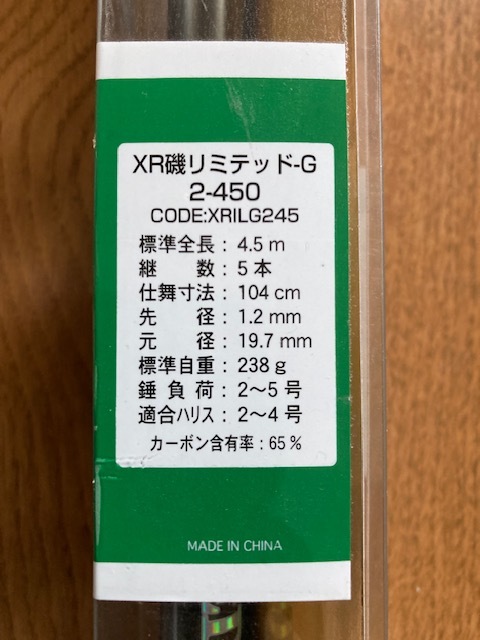 XR磯リミテッド-G
2-450
CODE:XRILG245
標準全長：4.5 m
継　　数：5 本
仕舞寸法：104 cm
先　　径：1.2 mm
元　　径：19.7 mm
標準自重：238 g
錘 負 荷：2〜5 号
適合ハリス：2〜4 号
カーボン含有率：65 %
MADE IN CHINA